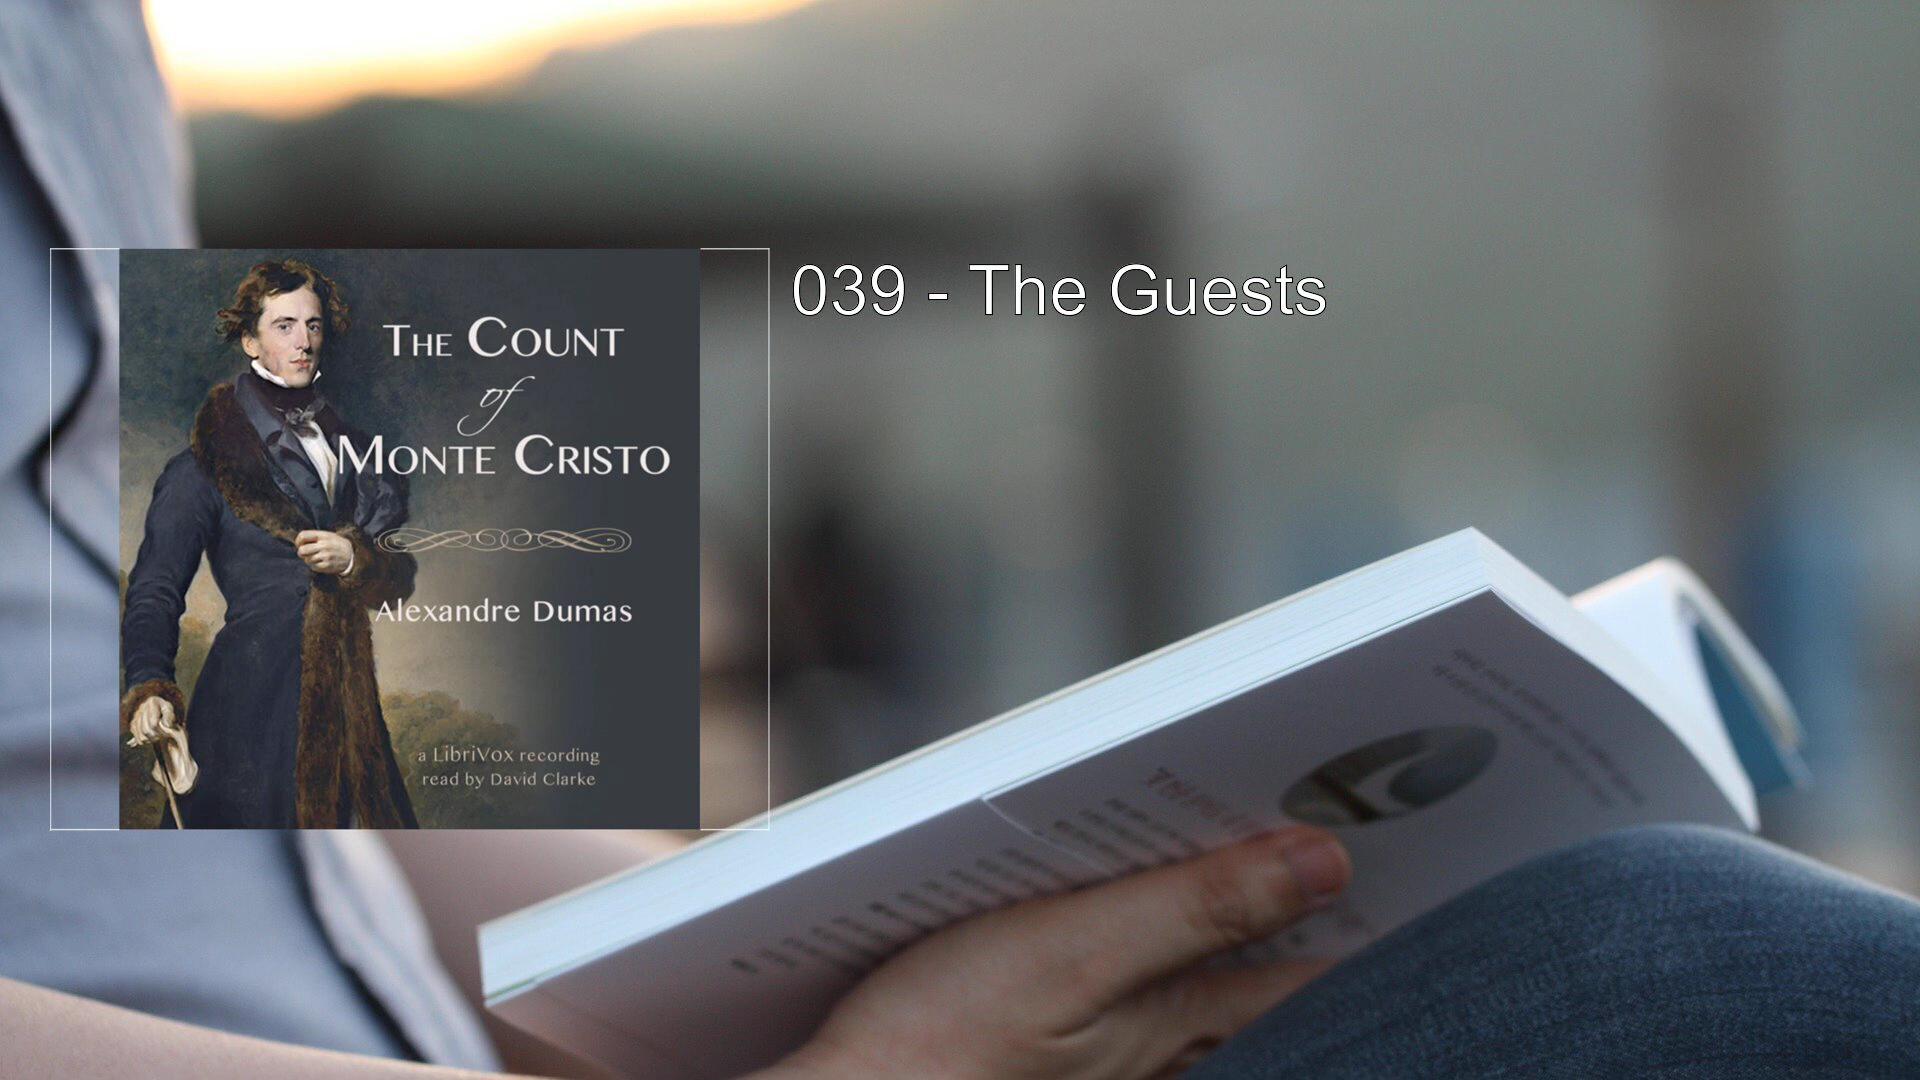 039 - The Guests
The Count
of
Monte Cristo
Alexandre Dumas
a LibriVox recording
read by David Clarke